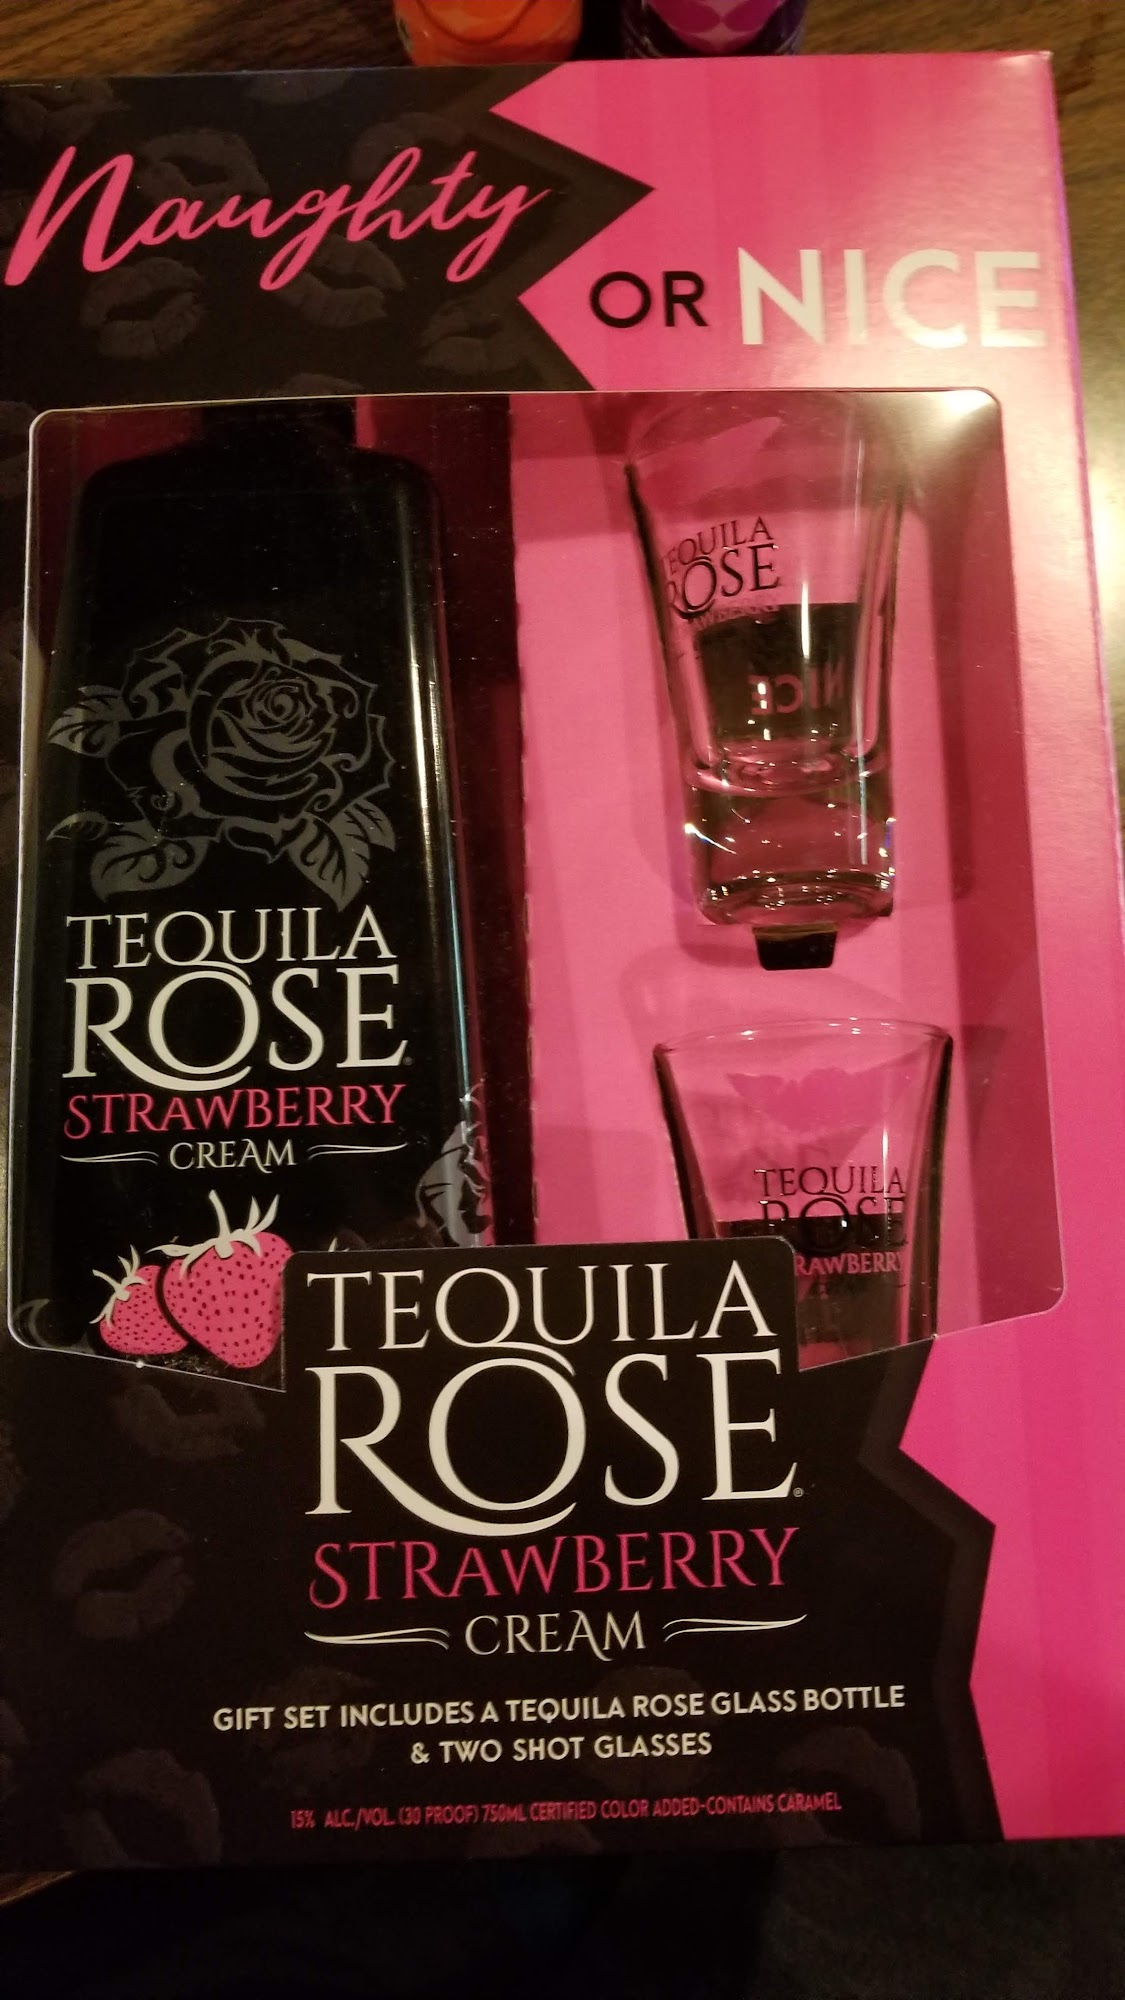 Naughty
OR NICE
TEQUILA
ROSE
STRAWBERRY
CREAM
TEQUILA
ROSE
NICE
TEQUILA
ROSE
TEQUILA
ROSE®
STRAWBERRY
CREAM
GIFT SET INCLUDES A TEQUILA ROSE GLASS BOTTLE
& TWO SHOT GLASSES
15% ALC./VOL. (30 PROOF) 750ML CERTIFIED COLOR ADDED-CONTAINS CARAMEL